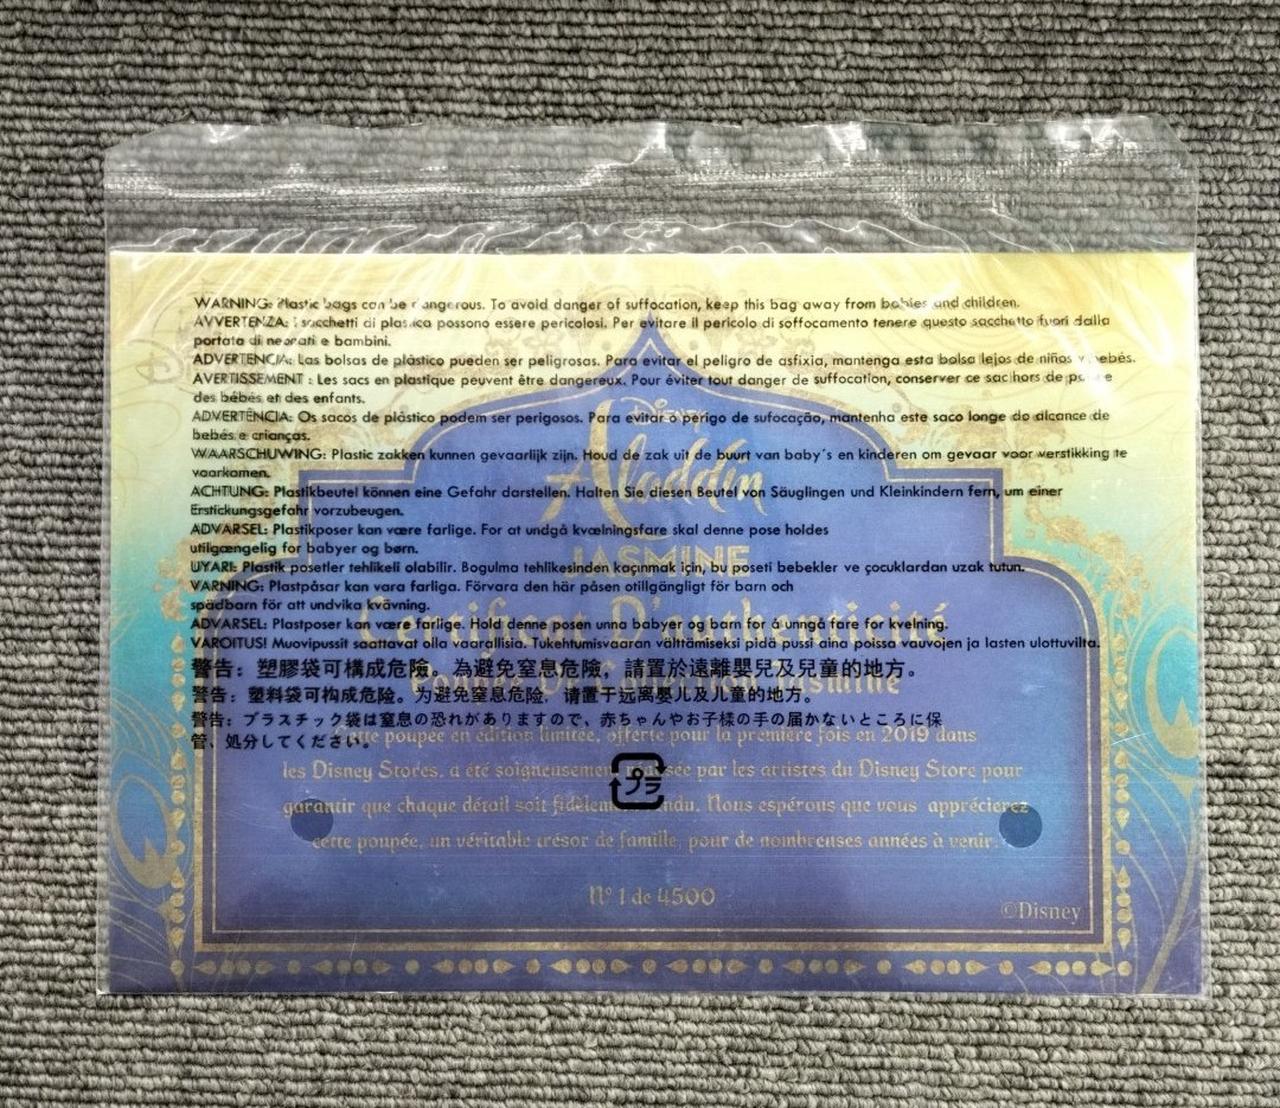 WARNING: Plastic bags can be dangerous. To avoid danger of suffocation, keep this bag away from babies and children.
AVVERTENZA: i sacchetti di plastica possono essere pericolosi. Per evitare il pericolo di soffocamento tenere questo sacchetto fuori dalla
portata di neonati e bambini.
ADVERTENCIA: Las bolsas de plástico pueden ser peligrosas. Para evitar el peligro de asfixia, mantenga esta bolsa lejos de niños y bebés.
AVERTISSEMENT : Les sacs en plastique peuvent être dangereux. Pour éviter tout danger de suffocation, conserver ce sac hors de portée
des bébés et des enfants.
ADVERTÊNCIA: Os sacos de plástico podem ser perigosos. Para evitar o perigo de sufocação, mantenha este saco longe do alcance de
bebés e crianças.
WAARSCHUWING: Plastic zakken kunnen gevaarlijk zijn. Houd de zak uit de buurt van baby's en kinderen om gevaar voor verstikking te
voorkomen.
ACHTUNG: Plastikbeutel können eine Gefahr darstellen. Halten Sie diesen Beutel von Säuglingen und Kleinkindern fern, um einer
Erstickungsgefahr vorzubeugen.
ADVARSEL: Plastikposer kan være farlige. For at undgå kvælningsfare skal denne pose holdes
utilgængelig for babyer og børn.
UYARI: Plastik posetler tehlikeli olabilir. Bogulma tehlikesinden kaçınmak için, bu poseti bebekler ve çocuklardan uzak tutun.
VARNING: Plastpåsar kan vara farliga. Förvara den här påsen otillgängligt för barn och
spädbarn för att undvika kvävning.
ADVARSEL: Plastposer kan være farlige. Hold denne posen unna babyer og barn for å unngå fare for kvelning.
VAROITUS! Muovipussit saattavat olla vaarallisia. Tukehtumisvaaran välttämiseksi pidä pussi aina poissa vauvojen ja lasten ulottuvilta.
警告：塑膠袋可構成危險。為避免窒息危險，請置於遠離嬰兒及兒童的地方。
警告：塑料袋可构成危险。为避免窒息危险，请置于远离婴儿及儿童的地方。
警告：プラスチック袋は窒息の恐れがありますので、赤ちゃんやお子様の手の届かないところに保
管、処分してください。
プラ
Disney
Aladdin
JASMINE
Certificat D'authenticité
Poupée De Collection Jasmine
Cette poupée en édition limitée, offerte pour la première fois en 2019 dans
les Disney Stores, a été soigneusement réalisée par les artistes du Disney Store pour
garantir que chaque détail soit fidèlement rendu. Nous espérons que vous apprécierez
cette poupée, un véritable trésor de famille, pour de nombreuses années à venir.
N° 1 de 4500
©Disney